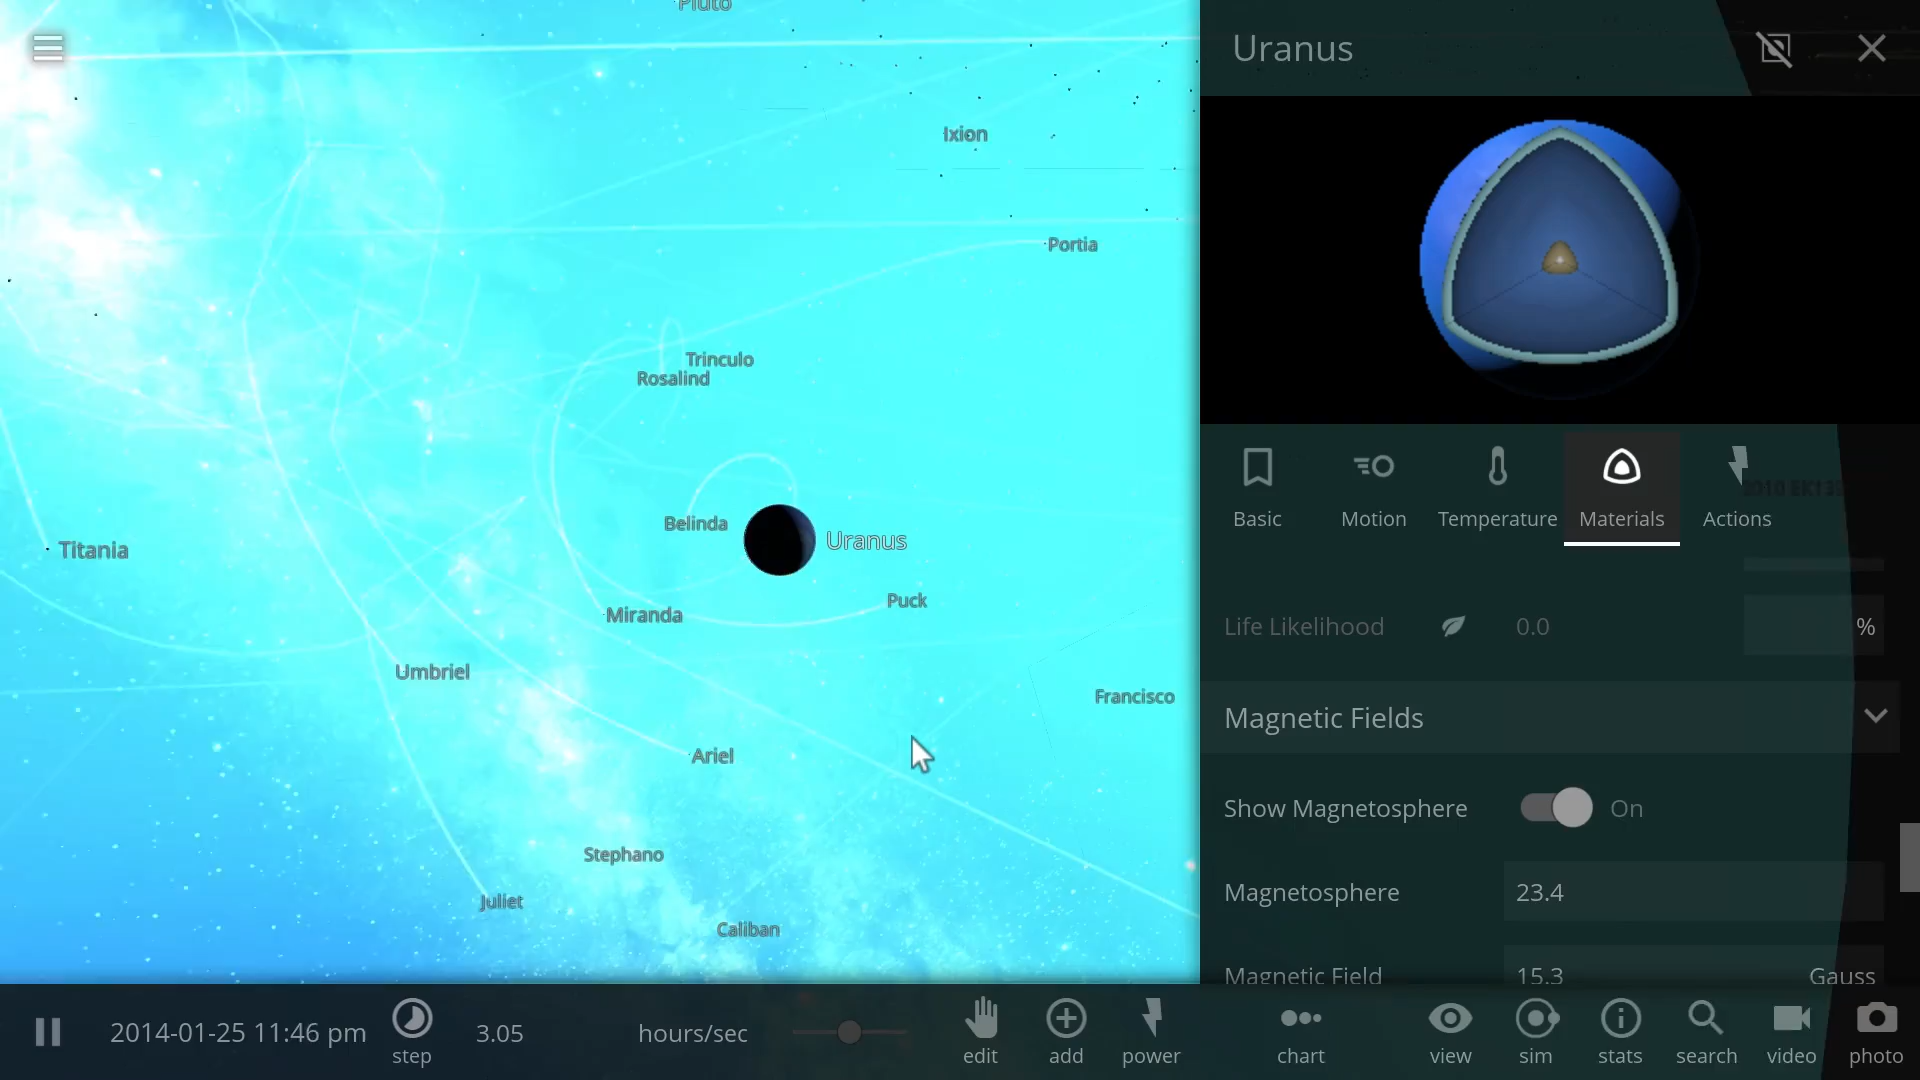 Pluto
Uranus
Ixion
Portia
Trinculo
Rosalind
Belinda
Uranus
Titania
Puck
Miranda
Umbriel
Francisco
Ariel
Stephano
Juliet
Caliban
Basic Motion Temperature Materials Actions
Life Likelihood 0.0 %
Magnetic Fields
Show Magnetosphere On
Magnetosphere 23.4
Magnetic Field 15.3 Gauss
2014-01-25 11:46 pm step 3.05 hours/sec edit add power chart view sim stats search video photo